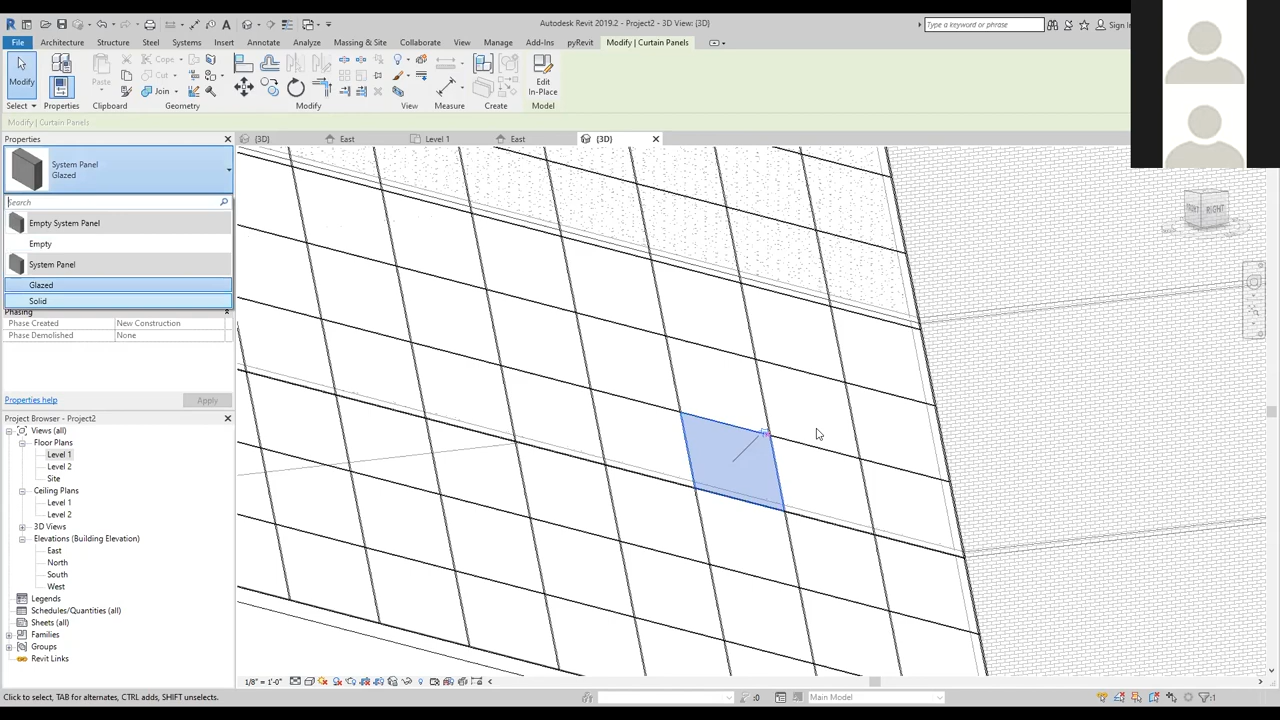 Autodesk Revit 2019.2 - Project2 - 3D View: {3D}
Type a keyword or phrase
Sign In
File Architecture Structure Steel Systems Insert Annotate Analyze Massing & Site Collaborate View Manage Add-Ins pyRevit Modify | Curtain Panels
Modify
Paste
Cope
Cut
Join
Edit
In-Place
Select Properties Clipboard Geometry Modify View Measure Create Model
Modify | Curtain Panels
Properties
{3D} East Level 1 East {3D}
System Panel
Glazed
Search
Empty System Panel
Empty
System Panel
Glazed
Solid
Phasing
Phase Created New Construction
Phase Demolished None
Properties help
Apply
Project Browser - Project2
Views (all)
Floor Plans
Level 1
Level 2
Site
Ceiling Plans
Level 1
Level 2
3D Views
Elevations (Building Elevation)
East
North
South
West
Legends
Schedules/Quantities (all)
Sheets (all)
Families
Groups
Revit Links
RIGHT
1/8" = 1'-0"
Click to select, TAB for alternates, CTRL adds, SHIFT unselects.
:0
Main Model
:1